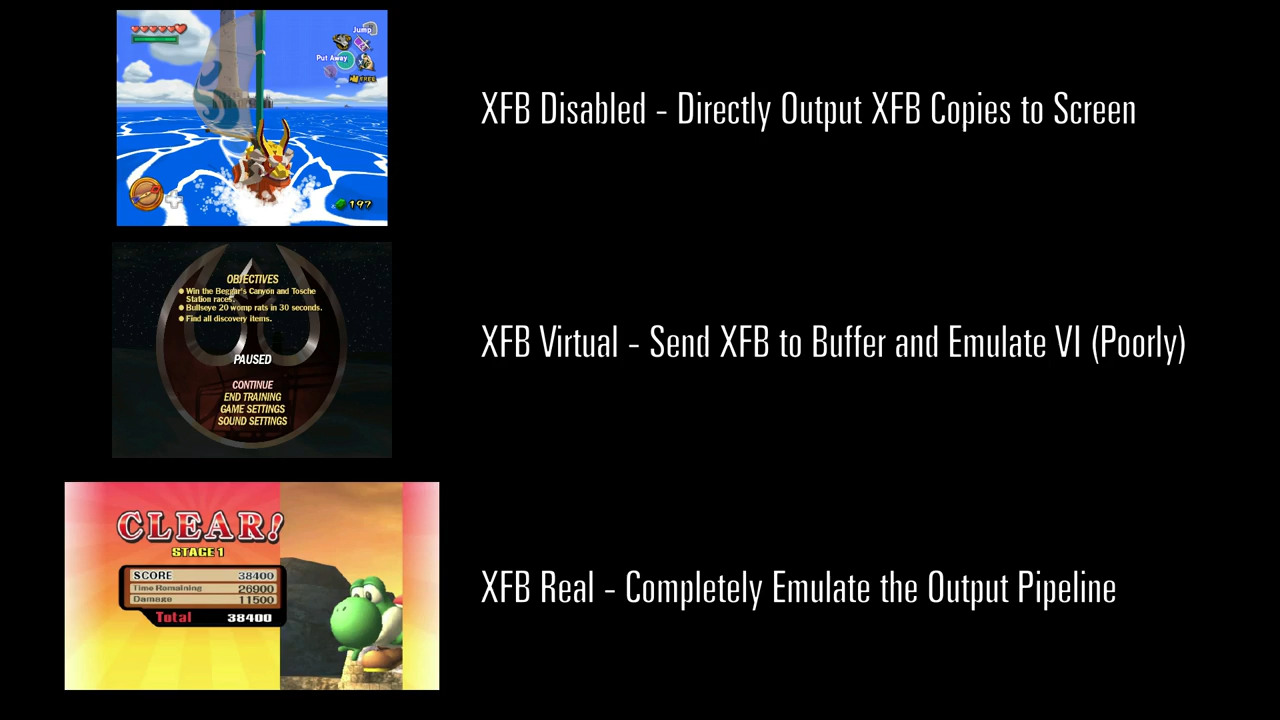 Jump
Put Away
FREE
197
XFB Disabled - Directly Output XFB Copies to Screen
OBJECTIVES
Win the Beggar's Canyon and Tosche
Station races.
Bullseye 20 womp rats in 30 seconds.
Find all discovery items.
PAUSED
CONTINUE
END TRAINING
GAME SETTINGS
SOUND SETTINGS
XFB Virtual - Send XFB to Buffer and Emulate VI (Poorly)
CLEAR!
STAGE 1
SCORE 38400
Time Remaining 26900
Damage 11500
Total 38400
XFB Real - Completely Emulate the Output Pipeline